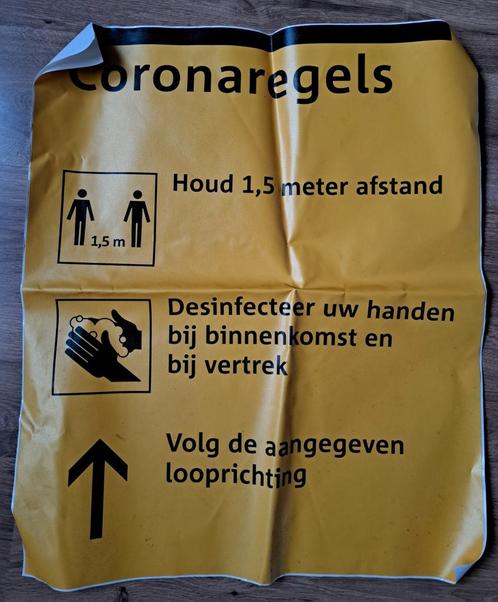 Coronaregels
Houd 1,5 meter afstand
1,5 m
Desinfecteer uw handen
bij binnenkomst en
bij vertrek
Volg de aangegeven
looprichting